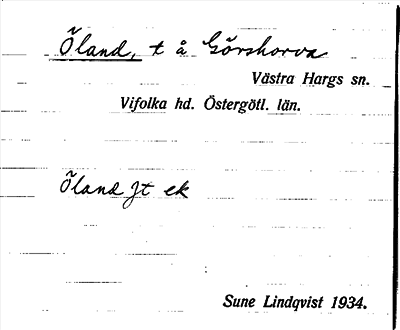 Öland, t å Görshorva
Västra Hargs sn.
Vifolka hd. Östergötl. län.
Öland Jt ek
Sune Lindqvist 1934.